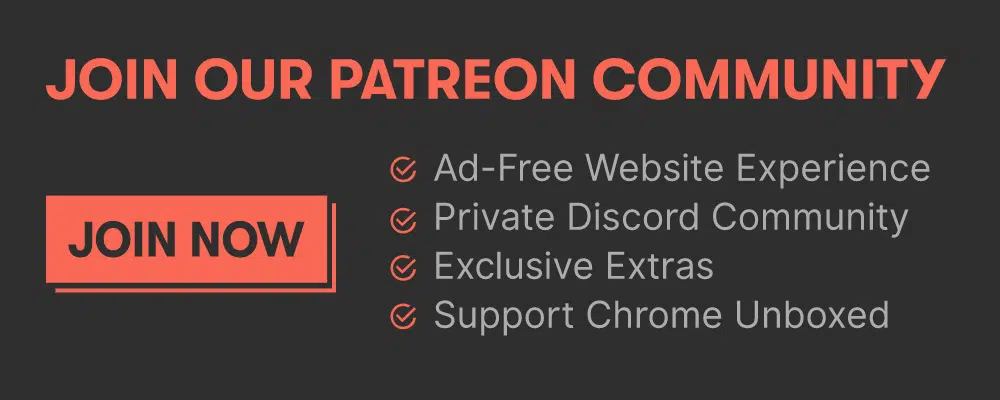 JOIN OUR PATREON COMMUNITY
JOIN NOW
Ad-Free Website Experience
Private Discord Community
Exclusive Extras
Support Chrome Unboxed